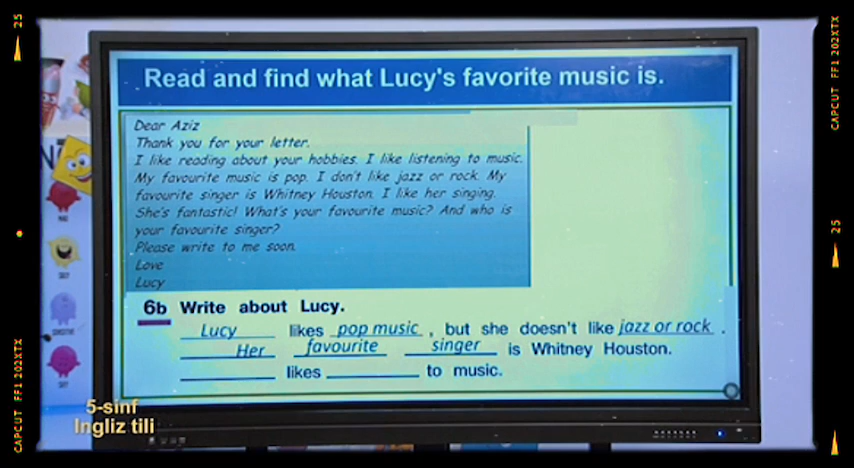 Read and find what Lucy's favorite music is.
Dear Aziz
Thank you for your letter.
I like reading about your hobbies. I like listening to music.
My favourite music is pop. I don't like jazz or rock. My
favourite singer is Whitney Houston. I like her singing.
She's fantastic! What's your favourite music? And who is
your favourite singer?
Please write to me soon.
Love
Lucy
6b Write about Lucy.
Lucy likes pop music, but she doesn't like jazz or rock.
Her favourite singer is Whitney Houston.
likes to music.
5-sinf
Ingliz tili
25
CAPCUT FF1 202XTX
CAPCUT FF1 202XTX
25